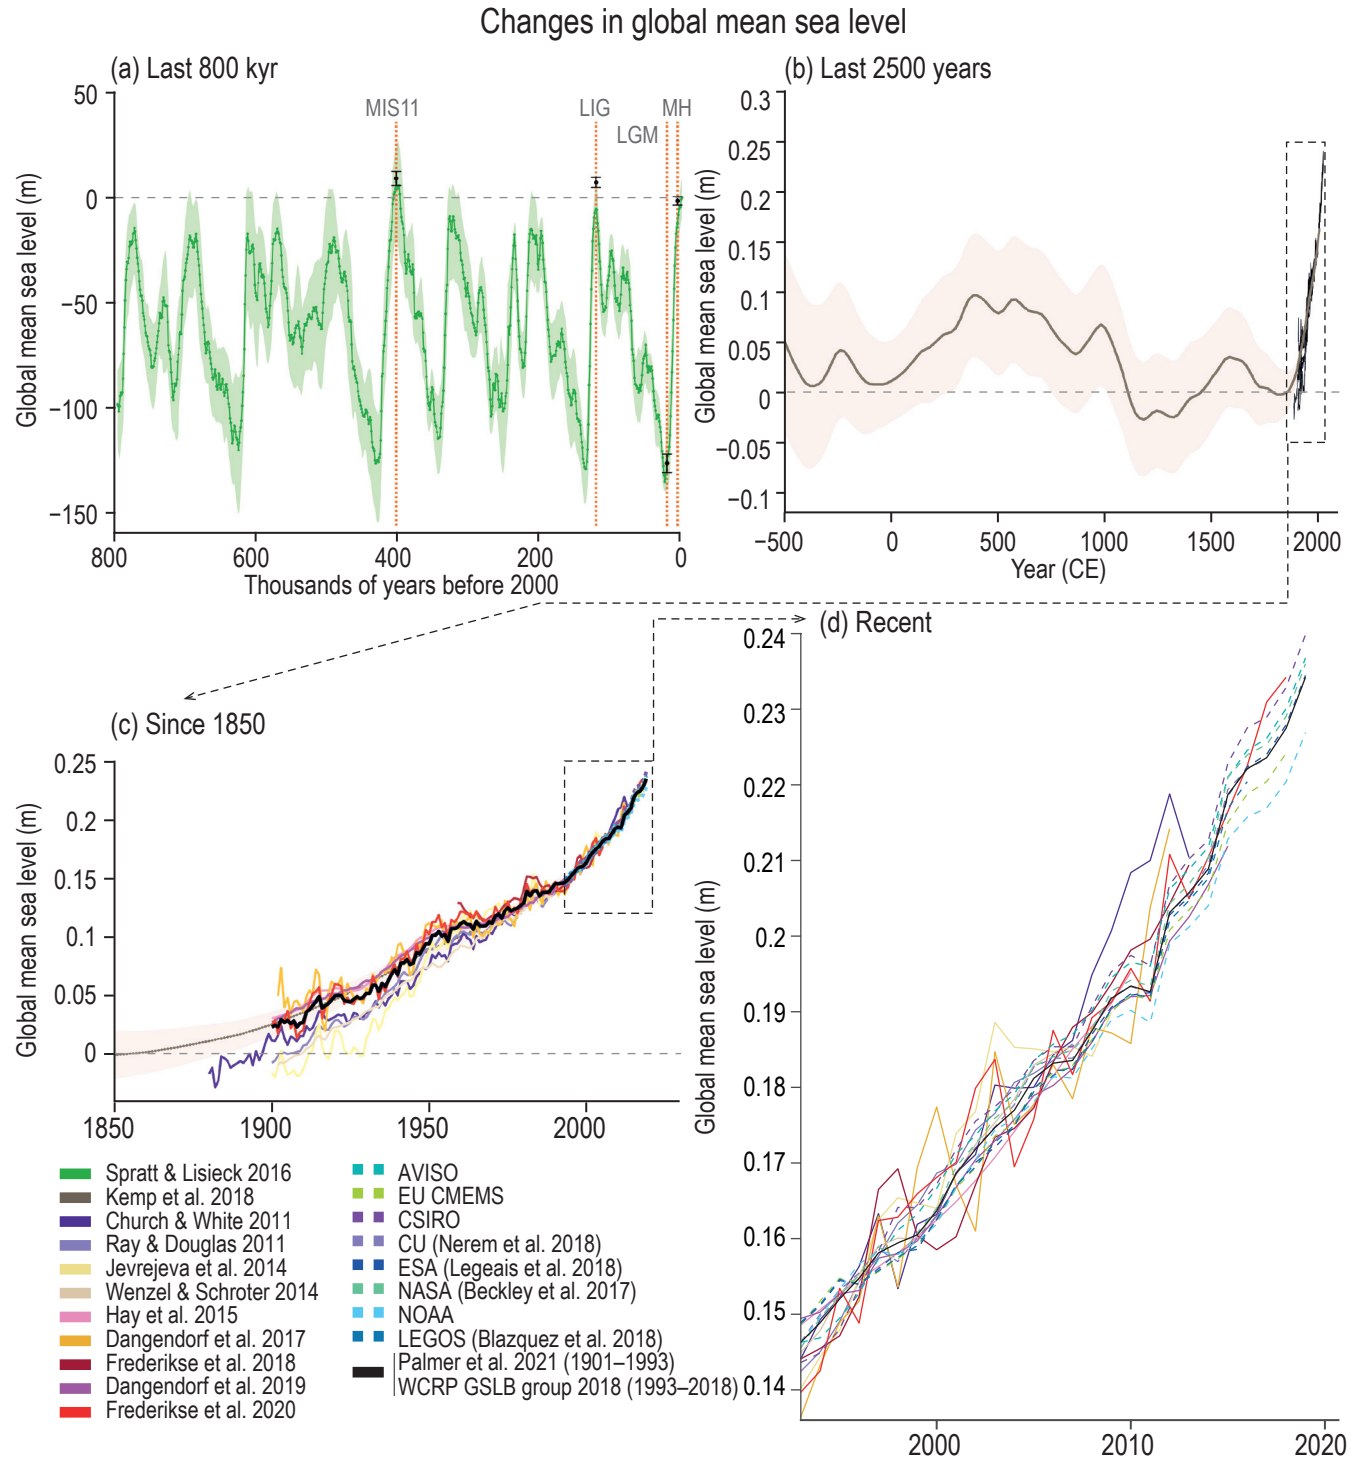 Changes in global mean sea level
(a) Last 800 kyr
MIS11
LIG
MH
LGM
50
0
−50
−100
−150
Global mean sea level (m)
800
600
400
200
0
Thousands of years before 2000
(b) Last 2500 years
0.3
0.25
0.2
0.15
0.1
0.05
0
−0.05
−0.1
Global mean sea level (m)
−500
0
500
1000
1500
2000
Year (CE)
(c) Since 1850
0.25
0.2
0.15
0.1
0.05
0
Global mean sea level (m)
1850
1900
1950
2000
(d) Recent
0.24
0.23
0.22
0.21
0.2
0.19
0.18
0.17
0.16
0.15
0.14
Global mean sea level (m)
2000
2010
2020
Spratt & Lisieck 2016
Kemp et al. 2018
Church & White 2011
Ray & Douglas 2011
Jevrejeva et al. 2014
Wenzel & Schroter 2014
Hay et al. 2015
Dangendorf et al. 2017
Frederikse et al. 2018
Dangendorf et al. 2019
Frederikse et al. 2020
AVISO
EU CMEMS
CSIRO
CU (Nerem et al. 2018)
ESA (Legeais et al. 2018)
NASA (Beckley et al. 2017)
NOAA
LEGOS (Blazquez et al. 2018)
Palmer et al. 2021 (1901–1993)
WCRP GSLB group 2018 (1993–2018)